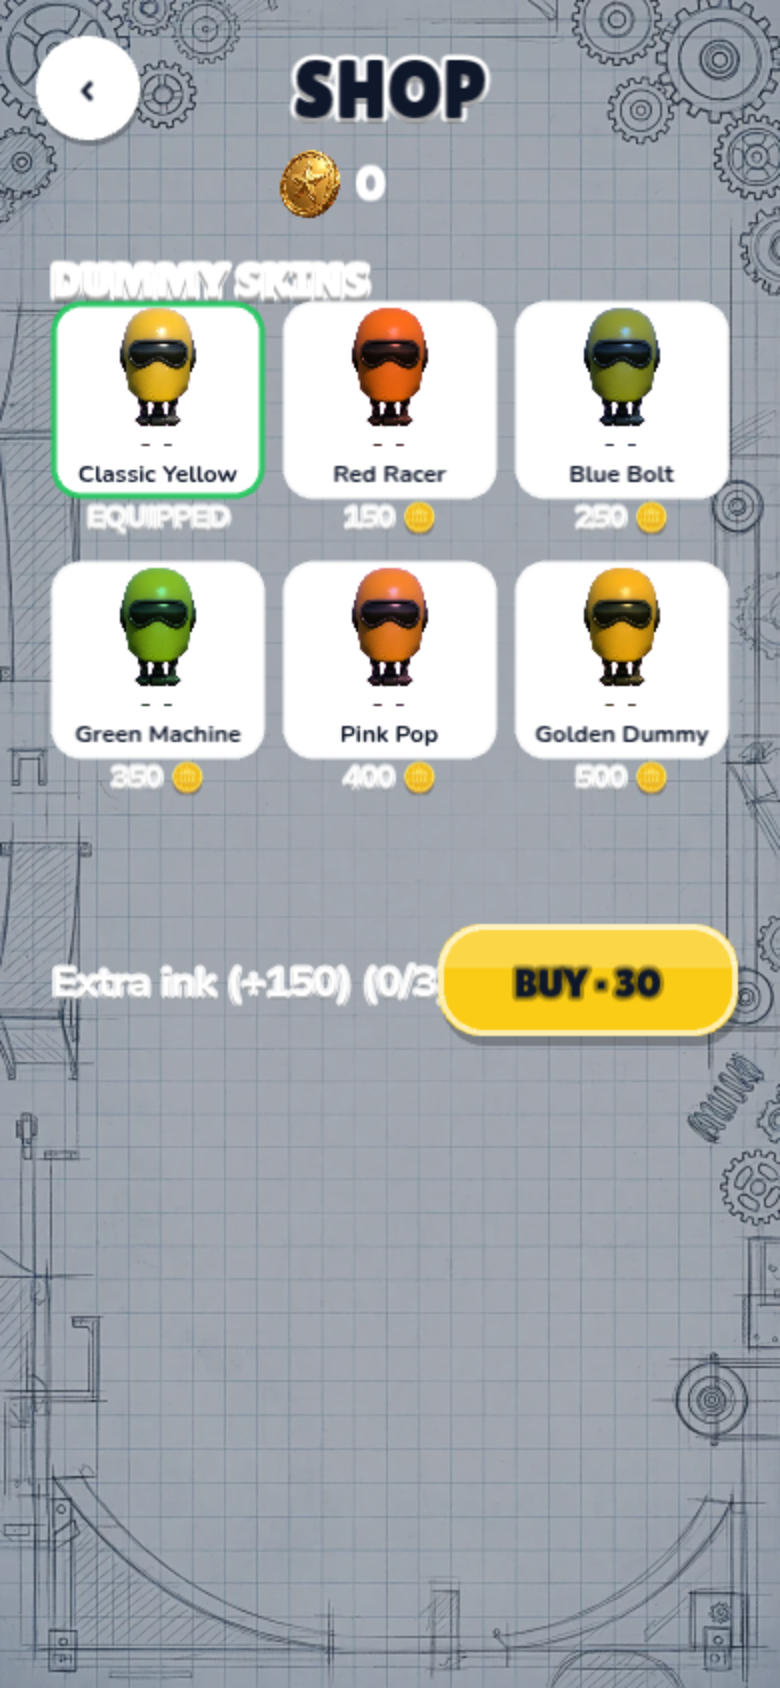 ‹ SHOP
0
DUMMY SKINS
Classic Yellow Red Racer Blue Bolt
EQUIPPED 150 250
Green Machine Pink Pop Golden Dummy
350 400 500
Extra ink (+150) (0/3 BUY · 30